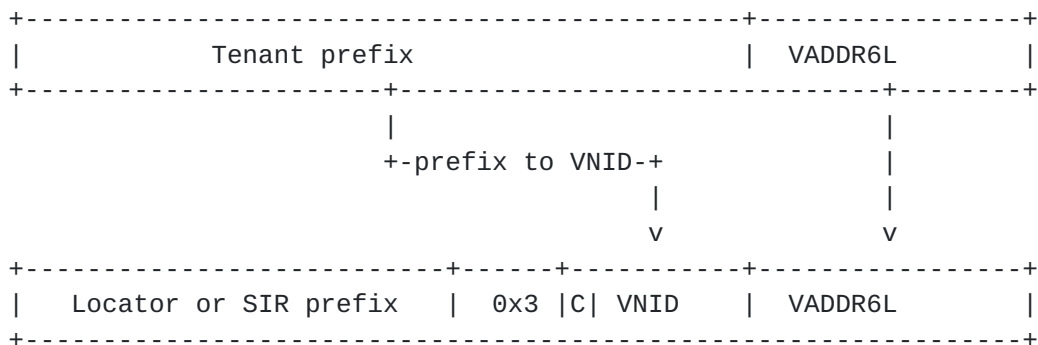 Tenant prefix VADDR6L
prefix to VNID
Locator or SIR prefix 0x3 C VNID VADDR6L